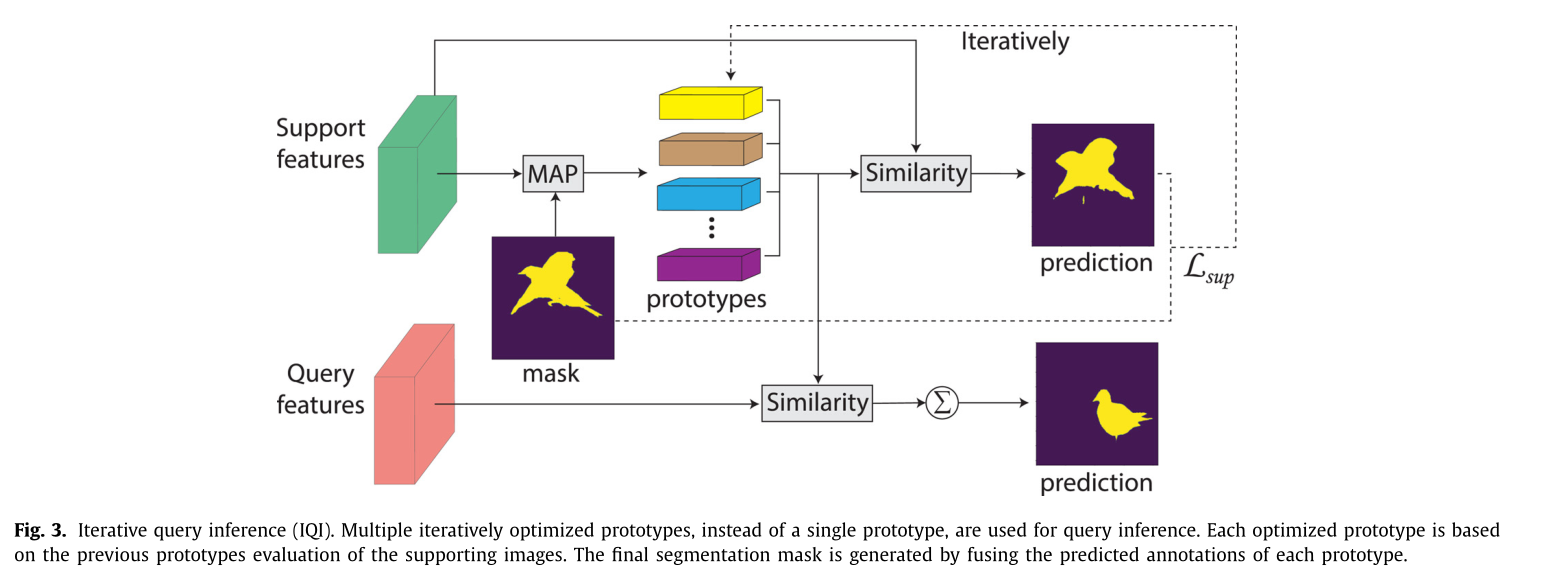 Iteratively
Support
features
MAP
Similarity
prediction
ℒsup
prototypes
mask
Query
features
Similarity
Σ
prediction
Fig. 3. Iterative query inference (IQI). Multiple iteratively optimized prototypes, instead of a single prototype, are used for query inference. Each optimized prototype is based
on the previous prototypes evaluation of the supporting images. The final segmentation mask is generated by fusing the predicted annotations of each prototype.